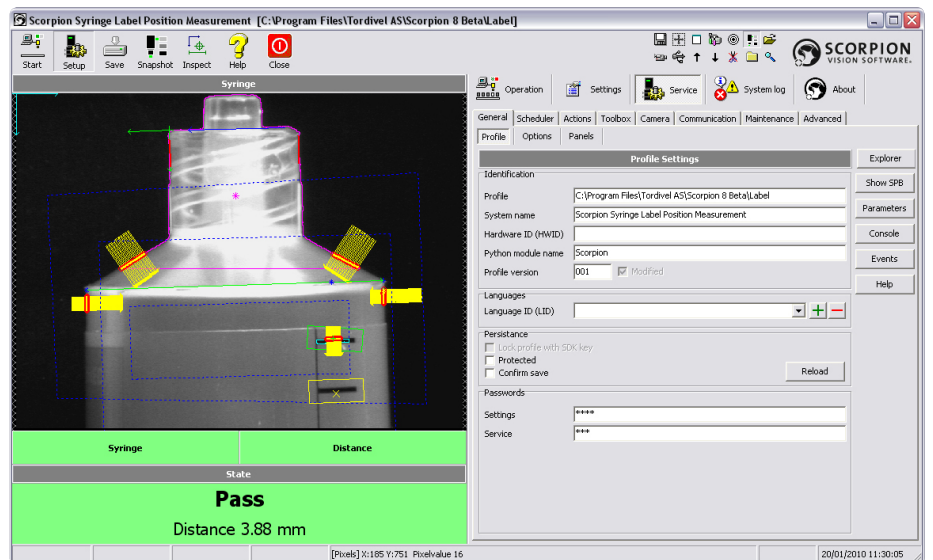 Scorpion Syringe Label Position Measurement [C:\Program Files\Tordivel AS\Scorpion 8 Beta\Label]
Start Setup Save Snapshot Inspect Help Close
SCORPION
VISION SOFTWARE.
Syringe
Operation Settings Service System log About
General Scheduler Actions Toolbox Camera Communication Maintenance Advanced
Profile Options Panels
Profile Settings
Explorer
Show SPB
Parameters
Console
Events
Help
Identification
Profile C:\Program Files\Tordivel AS\Scorpion 8 Beta\Label
System name Scorpion Syringe Label Position Measurement
Hardware ID (HWID)
Python module name Scorpion
Profile version 001 Modified
Languages
Language ID (LID)
Persistance
Lock profile with SDK key
Protected
Confirm save
Reload
Passwords
Settings ****
Service ***
Syringe Distance
State
Pass
Distance 3.88 mm
[Pixels] X:185 Y:751 Pixelvalue 16 20/01/2010 11:30:05